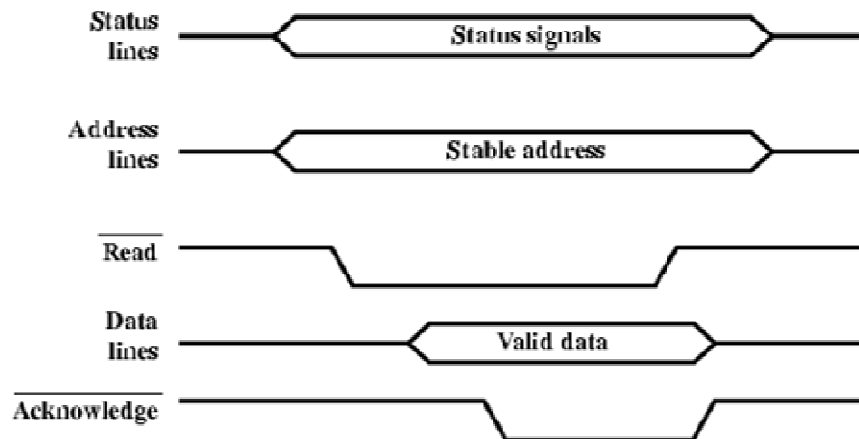 Status
lines
Status signals
Address
lines
Stable address
Read
Data
lines
Valid data
Acknowledge